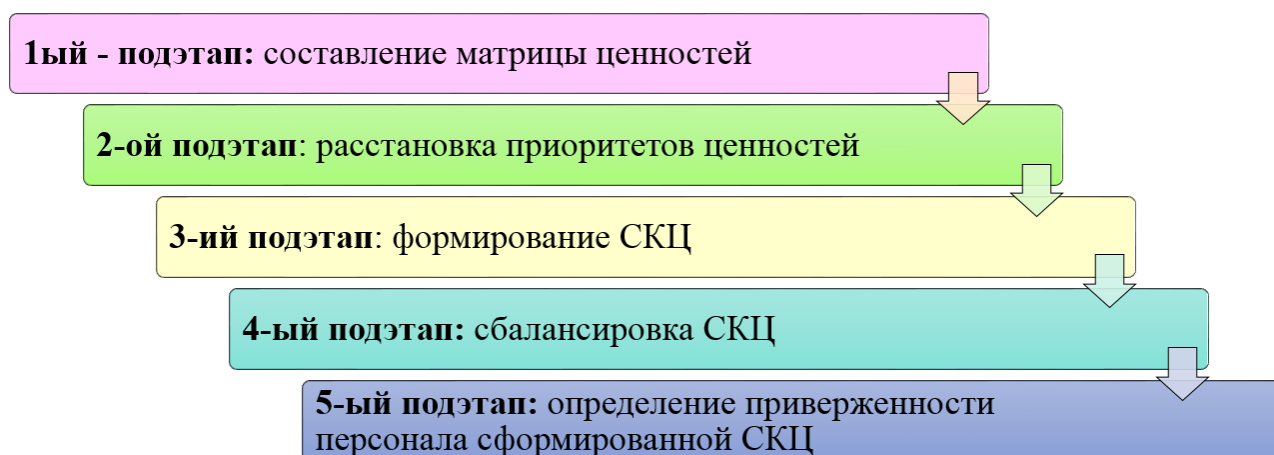 1ый - подэтап: составление матрицы ценностей
2-ой подэтап: расстановка приоритетов ценностей
3-ий подэтап: формирование СКЦ
4-ый подэтап: сбалансировка СКЦ
5-ый подэтап: определение приверженности
персонала сформированной СКЦ